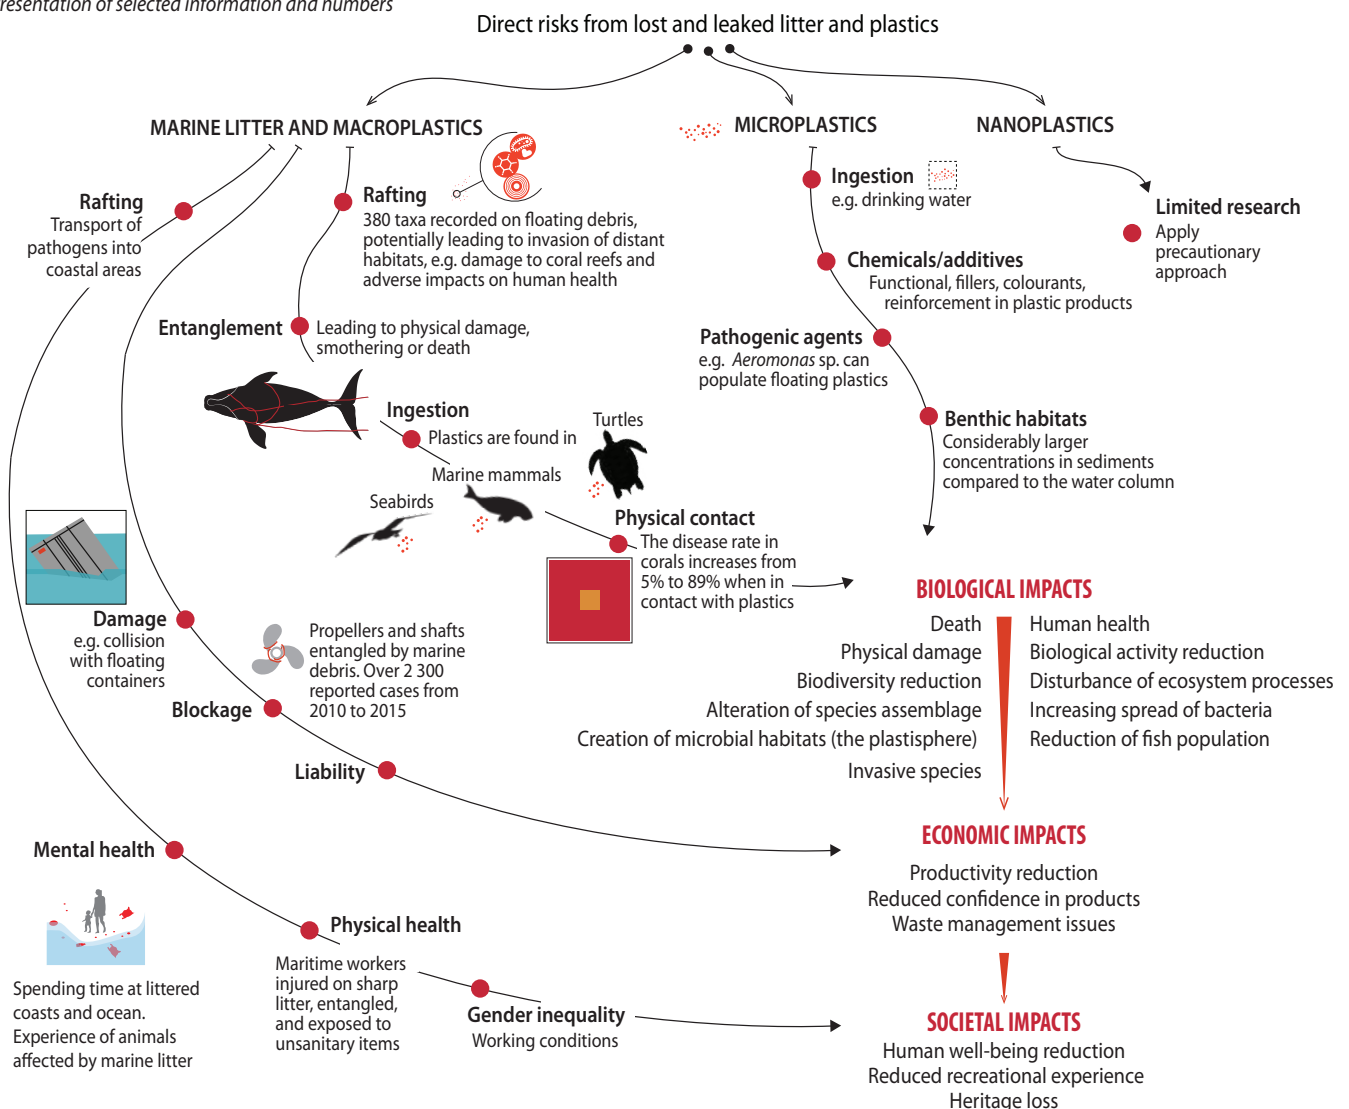 resentation of selected information and numbers
Direct risks from lost and leaked litter and plastics
MARINE LITTER AND MACROPLASTICS
MICROPLASTICS
NANOPLASTICS
Rafting
Transport of
pathogens into
coastal areas
Rafting
380 taxa recorded on floating debris,
potentially leading to invasion of distant
habitats, e.g. damage to coral reefs and
adverse impacts on human health
Entanglement
Leading to physical damage,
smothering or death
Ingestion
Plastics are found in
Turtles
Marine mammals
Seabirds
Physical contact
The disease rate in
corals increases from
5% to 89% when in
contact with plastics
Ingestion
e.g. drinking water
Chemicals/additives
Functional, fillers, colourants,
reinforcement in plastic products
Pathogenic agents
e.g. Aeromonas sp. can
populate floating plastics
Benthic habitats
Considerably larger
concentrations in sediments
compared to the water column
Limited research
Apply
precautionary
approach
Damage
e.g. collision
with floating
containers
Propellers and shafts
entangled by marine
debris. Over 2 300
reported cases from
2010 to 2015
Blockage
Liability
Mental health
Spending time at littered
coasts and ocean.
Experience of animals
affected by marine litter
Physical health
Maritime workers
injured on sharp
litter, entangled,
and exposed to
unsanitary items
Gender inequality
Working conditions
BIOLOGICAL IMPACTS
Death
Physical damage
Biodiversity reduction
Alteration of species assemblage
Creation of microbial habitats (the plastisphere)
Invasive species
Human health
Biological activity reduction
Disturbance of ecosystem processes
Increasing spread of bacteria
Reduction of fish population
ECONOMIC IMPACTS
Productivity reduction
Reduced confidence in products
Waste management issues
SOCIETAL IMPACTS
Human well-being reduction
Reduced recreational experience
Heritage loss